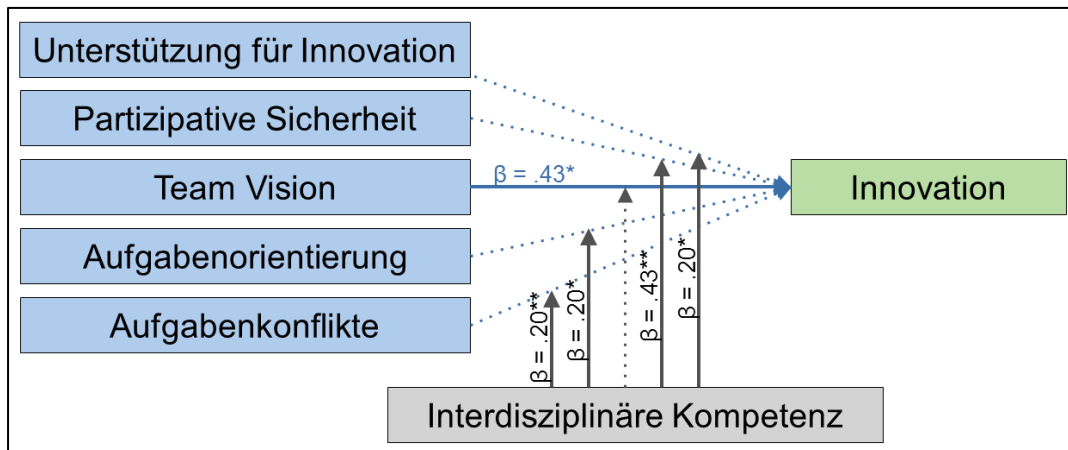 Unterstützung für Innovation
Partizipative Sicherheit
Team Vision
β = .43*
Innovation
Aufgabenorientierung
Aufgabenkonflikte
β = .20**
β = .20*
β = .43**
β = .20*
Interdisziplinäre Kompetenz